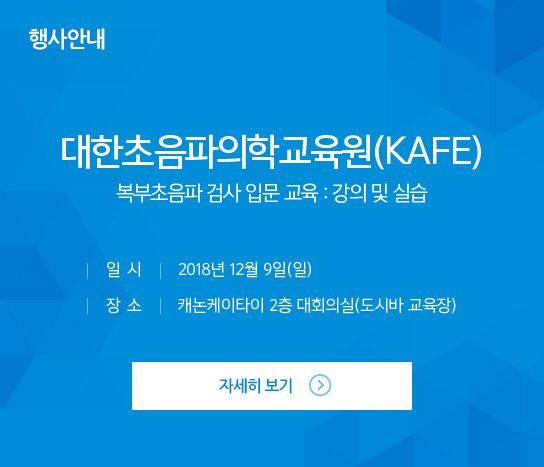 행사안내
대한초음파의학교육원(KAFE)
복부초음파 검사 입문 교육 : 강의 및 실습
일 시 | 2018년 12월 9일(일)
장 소 | 캐논케이타이 2층 대회의실(도시바 교육장)
자세히 보기